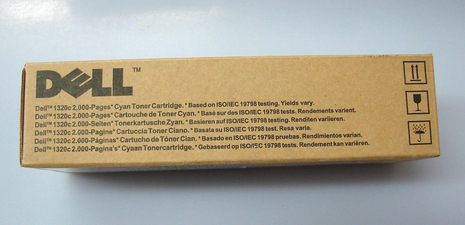 DELL™
Dell™ 1320c 2,000-Pages* Cyan Toner Cartridge. * Based on ISO/IEC 19798 testing. Yields vary.
Dell™ 1320c 2.000-Pages* Cartouche de Toner Cyan. * Basé sur des ISO/IEC 19798 tests. Rendements varient.
Dell™ 1320c 2.000-Seiten* Tonerkartusche Zyan. * Basieren auf ISO/IEC 19798 testing. Renditen variieren.
Dell™ 1320c 2.000-Pagine* Cartuccia Toner Ciano. * Basata su ISO/IEC 19798 test. Resa varia.
Dell™ 1320c 2.000-Páginas* Cartucho de Tóner Cian. * Basado en ISO/IEC 19798 pruebas. Rendimientos varian.
Dell™ 1320c 2.000-Pagina's* Cyan Tonercartridge. * Gebaseerd op ISO/IEC 19798 tests. Rendement kan variëren.